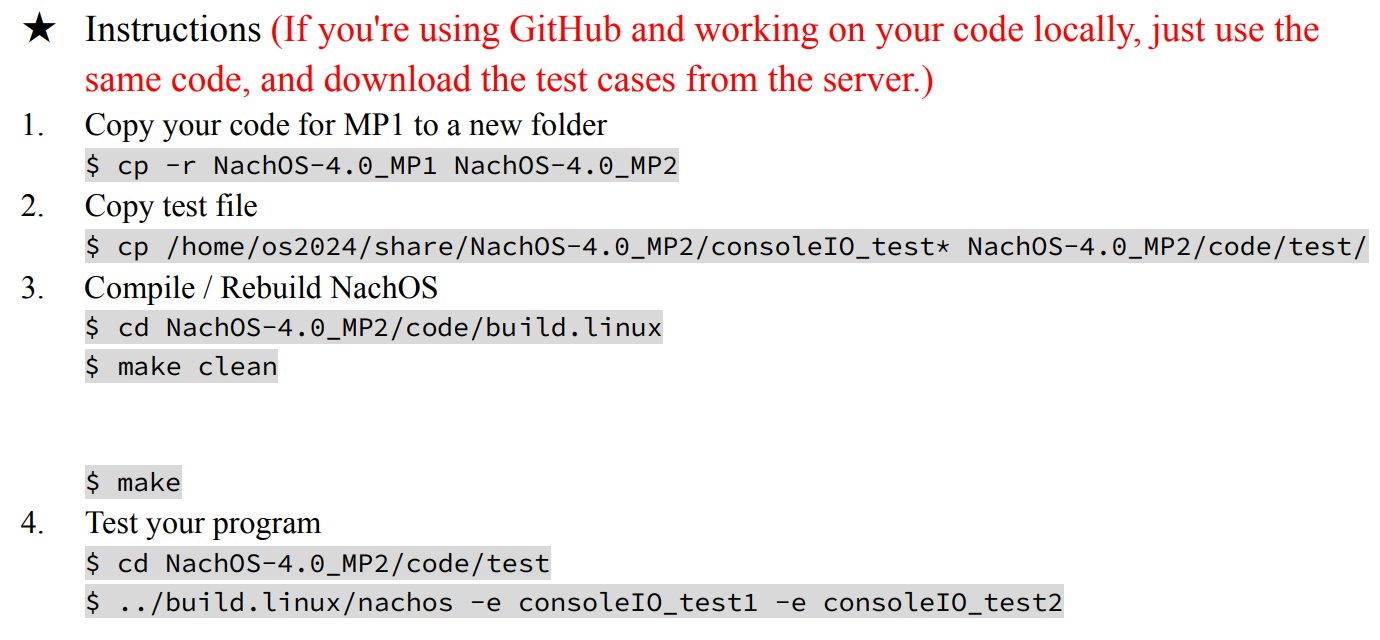 ★ Instructions (If you're using GitHub and working on your code locally, just use the
same code, and download the test cases from the server.)
1. Copy your code for MP1 to a new folder
$ cp -r NachOS-4.0_MP1 NachOS-4.0_MP2
2. Copy test file
$ cp /home/os2024/share/NachOS-4.0_MP2/consoleIO_test* NachOS-4.0_MP2/code/test/
3. Compile / Rebuild NachOS
$ cd NachOS-4.0_MP2/code/build.linux
$ make clean
$ make
4. Test your program
$ cd NachOS-4.0_MP2/code/test
$ ../build.linux/nachos -e consoleIO_test1 -e consoleIO_test2